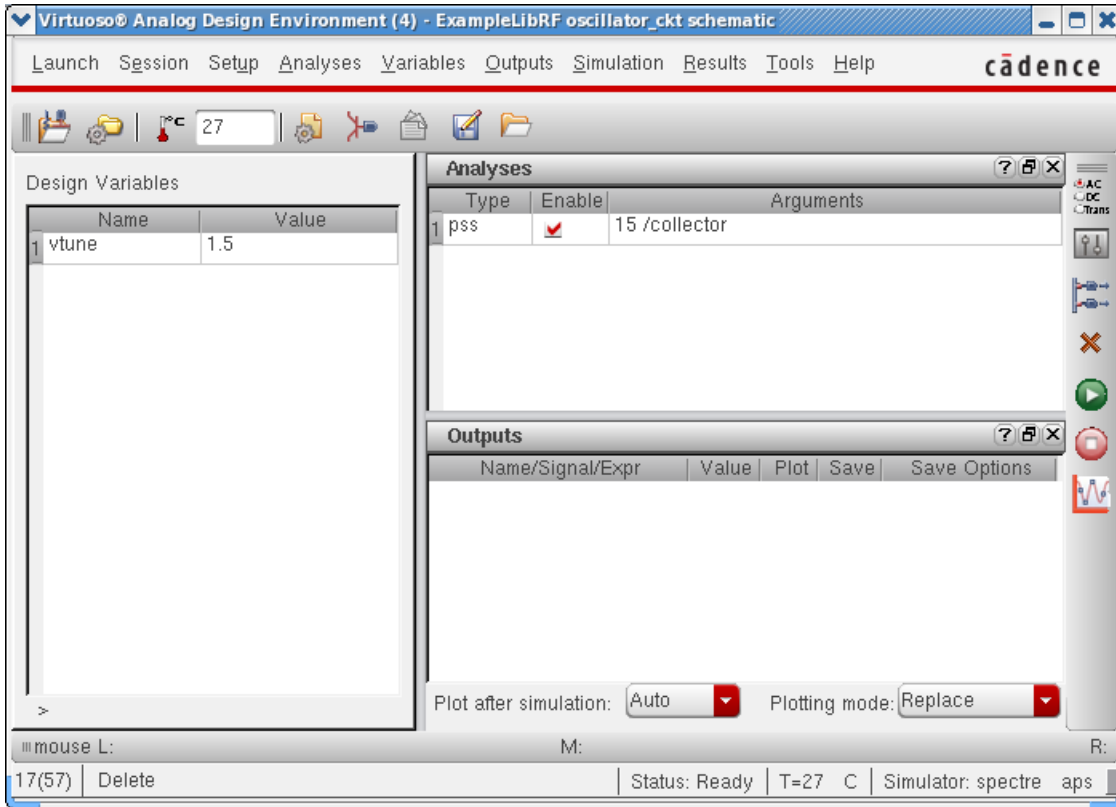 Virtuoso® Analog Design Environment (4) - ExampleLibRF oscillator_ckt schematic
Launch Session Setup Analyses Variables Outputs Simulation Results Tools Help cādence
°C 27
Design Variables
Name Value
1 vtune 1.5
>
Analyses
Type Enable Arguments
1 pss 15 /collector
Outputs
Name/Signal/Expr Value Plot Save Save Options
Plot after simulation: Auto Plotting mode: Replace
AC
DC
Trans
mouse L: M: R:
17(57) Delete Status: Ready T=27 C Simulator: spectre aps